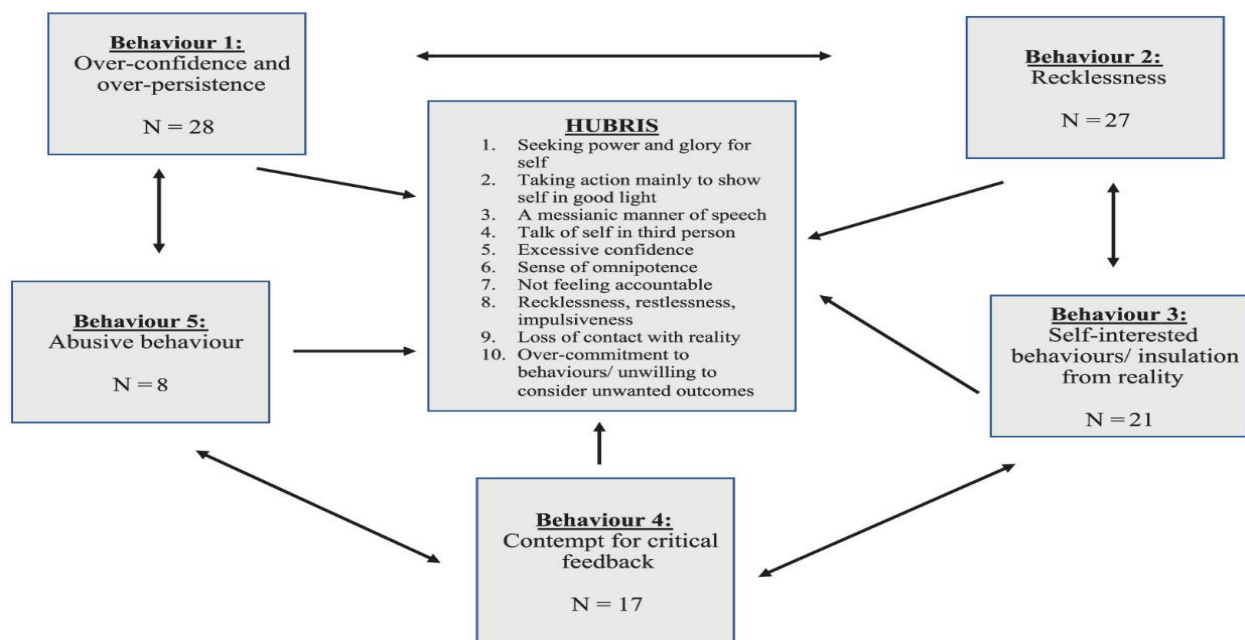 Behaviour 1:
Over-confidence and
over-persistence
N = 28
Behaviour 2:
Recklessness
N = 27
HUBRIS
1. Seeking power and glory for
self
2. Taking action mainly to show
self in good light
3. A messianic manner of speech
4. Talk of self in third person
5. Excessive confidence
6. Sense of omnipotence
7. Not feeling accountable
8. Recklessness, restlessness,
impulsiveness
9. Loss of contact with reality
10. Over-commitment to
behaviours/ unwilling to
consider unwanted outcomes
Behaviour 5:
Abusive behaviour
N = 8
Behaviour 3:
Self-interested
behaviours/ insulation
from reality
N = 21
Behaviour 4:
Contempt for critical
feedback
N = 17